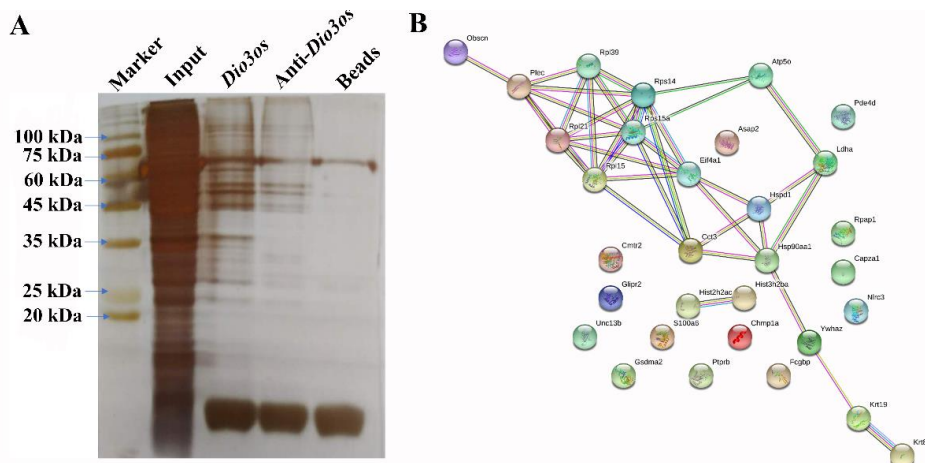 A
Marker
Input
Dio3os
Anti-Dio3os
Beads
100 kDa
75 kDa
60 kDa
45 kDa
35 kDa
25 kDa
20 kDa
B
Obscn
Plec
Rpl39
Rps14
Atp5o
Pde4d
Rpl21
Rps15a
Asap2
Ldha
Rpl15
Eif4a1
Hspd1
Rpap1
Cct3
Hsp90aa1
Cmtr2
Capza1
Glipr2
Hist2h2ac
Hist3h2ba
Nlrc3
Unc13b
S100a6
Chmp1a
Ywhaz
Gsdma2
Ptprb
Fcgbp
Krt19